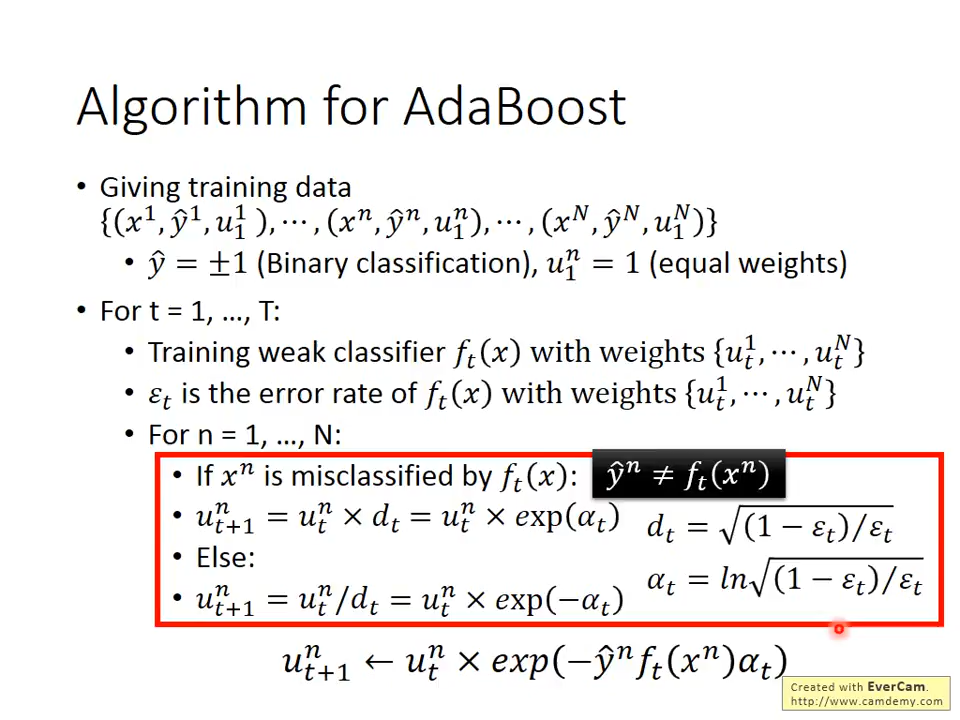 Algorithm for AdaBoost
• Giving training data
{(x¹, ŷ¹, u₁¹), ⋯, (xⁿ, ŷⁿ, u₁ⁿ), ⋯, (xᴺ, ŷᴺ, u₁ᴺ)}
• ŷ = ±1 (Binary classification), u₁ⁿ = 1 (equal weights)
• For t = 1, …, T:
• Training weak classifier fₜ(x) with weights {uₜ¹, ⋯, uₜᴺ}
• εₜ is the error rate of fₜ(x) with weights {uₜ¹, ⋯, uₜᴺ}
• For n = 1, …, N:
• If xⁿ is misclassified by fₜ(x): ŷⁿ ≠ fₜ(xⁿ)
• uₜ₊₁ⁿ = uₜⁿ × dₜ = uₜⁿ × exp(αₜ)
dₜ = √((1 − εₜ)/εₜ)
• Else:
αₜ = ln√((1 − εₜ)/εₜ)
• uₜ₊₁ⁿ = uₜⁿ/dₜ = uₜⁿ × exp(−αₜ)
uₜ₊₁ⁿ ← uₜⁿ × exp(−ŷⁿfₜ(xⁿ)αₜ)
Created with EverCam.
http://www.camdemy.com